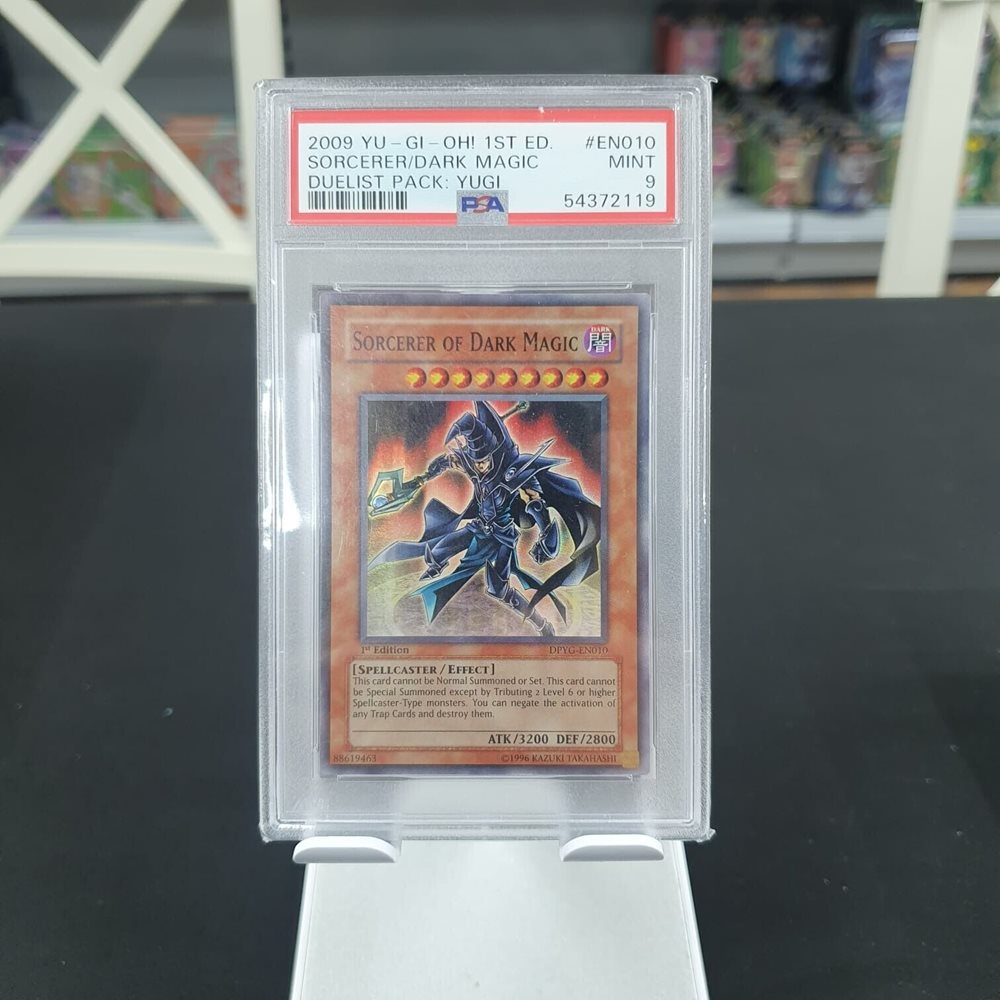 2009 YU-GI-OH! 1ST ED. #EN010
SORCERER/DARK MAGIC MINT
DUELIST PACK: YUGI 9
PSA 54372119
SORCERER OF DARK MAGIC
DARK
闇
1st Edition DPYG-EN010
[SPELLCASTER/EFFECT]
This card cannot be Normal Summoned or Set. This card cannot
be Special Summoned except by Tributing 2 Level 6 or higher
Spellcaster-Type monsters. You can negate the activation of
any Trap Cards and destroy them.
ATK/3200 DEF/2800
88619463 ©1996 KAZUKI TAKAHASHI